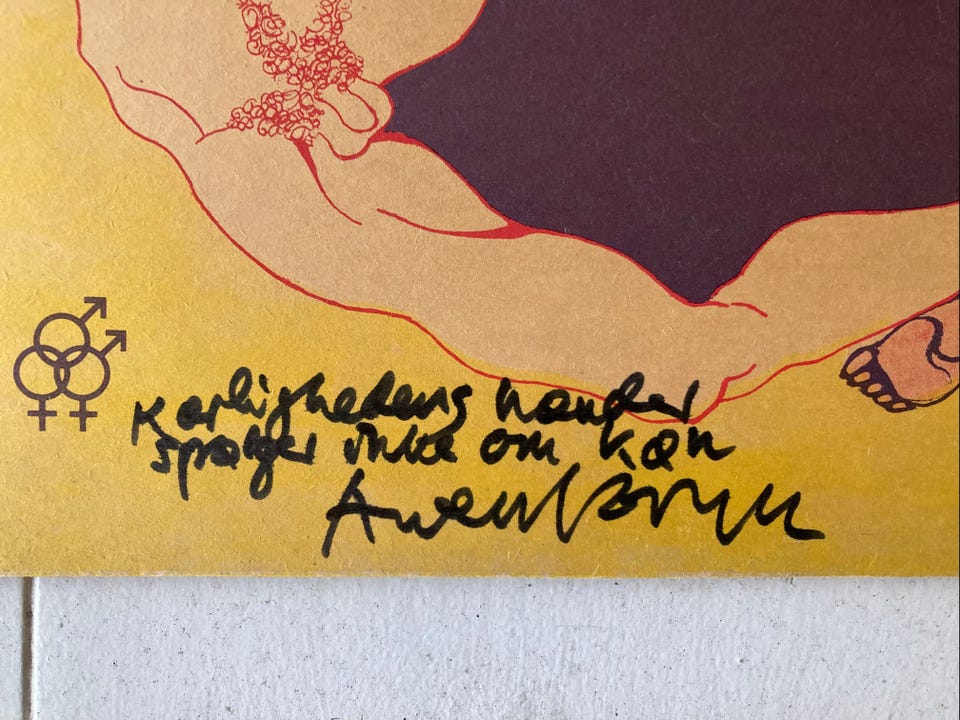 Kærlighedens hænder
spørger ikke om køn